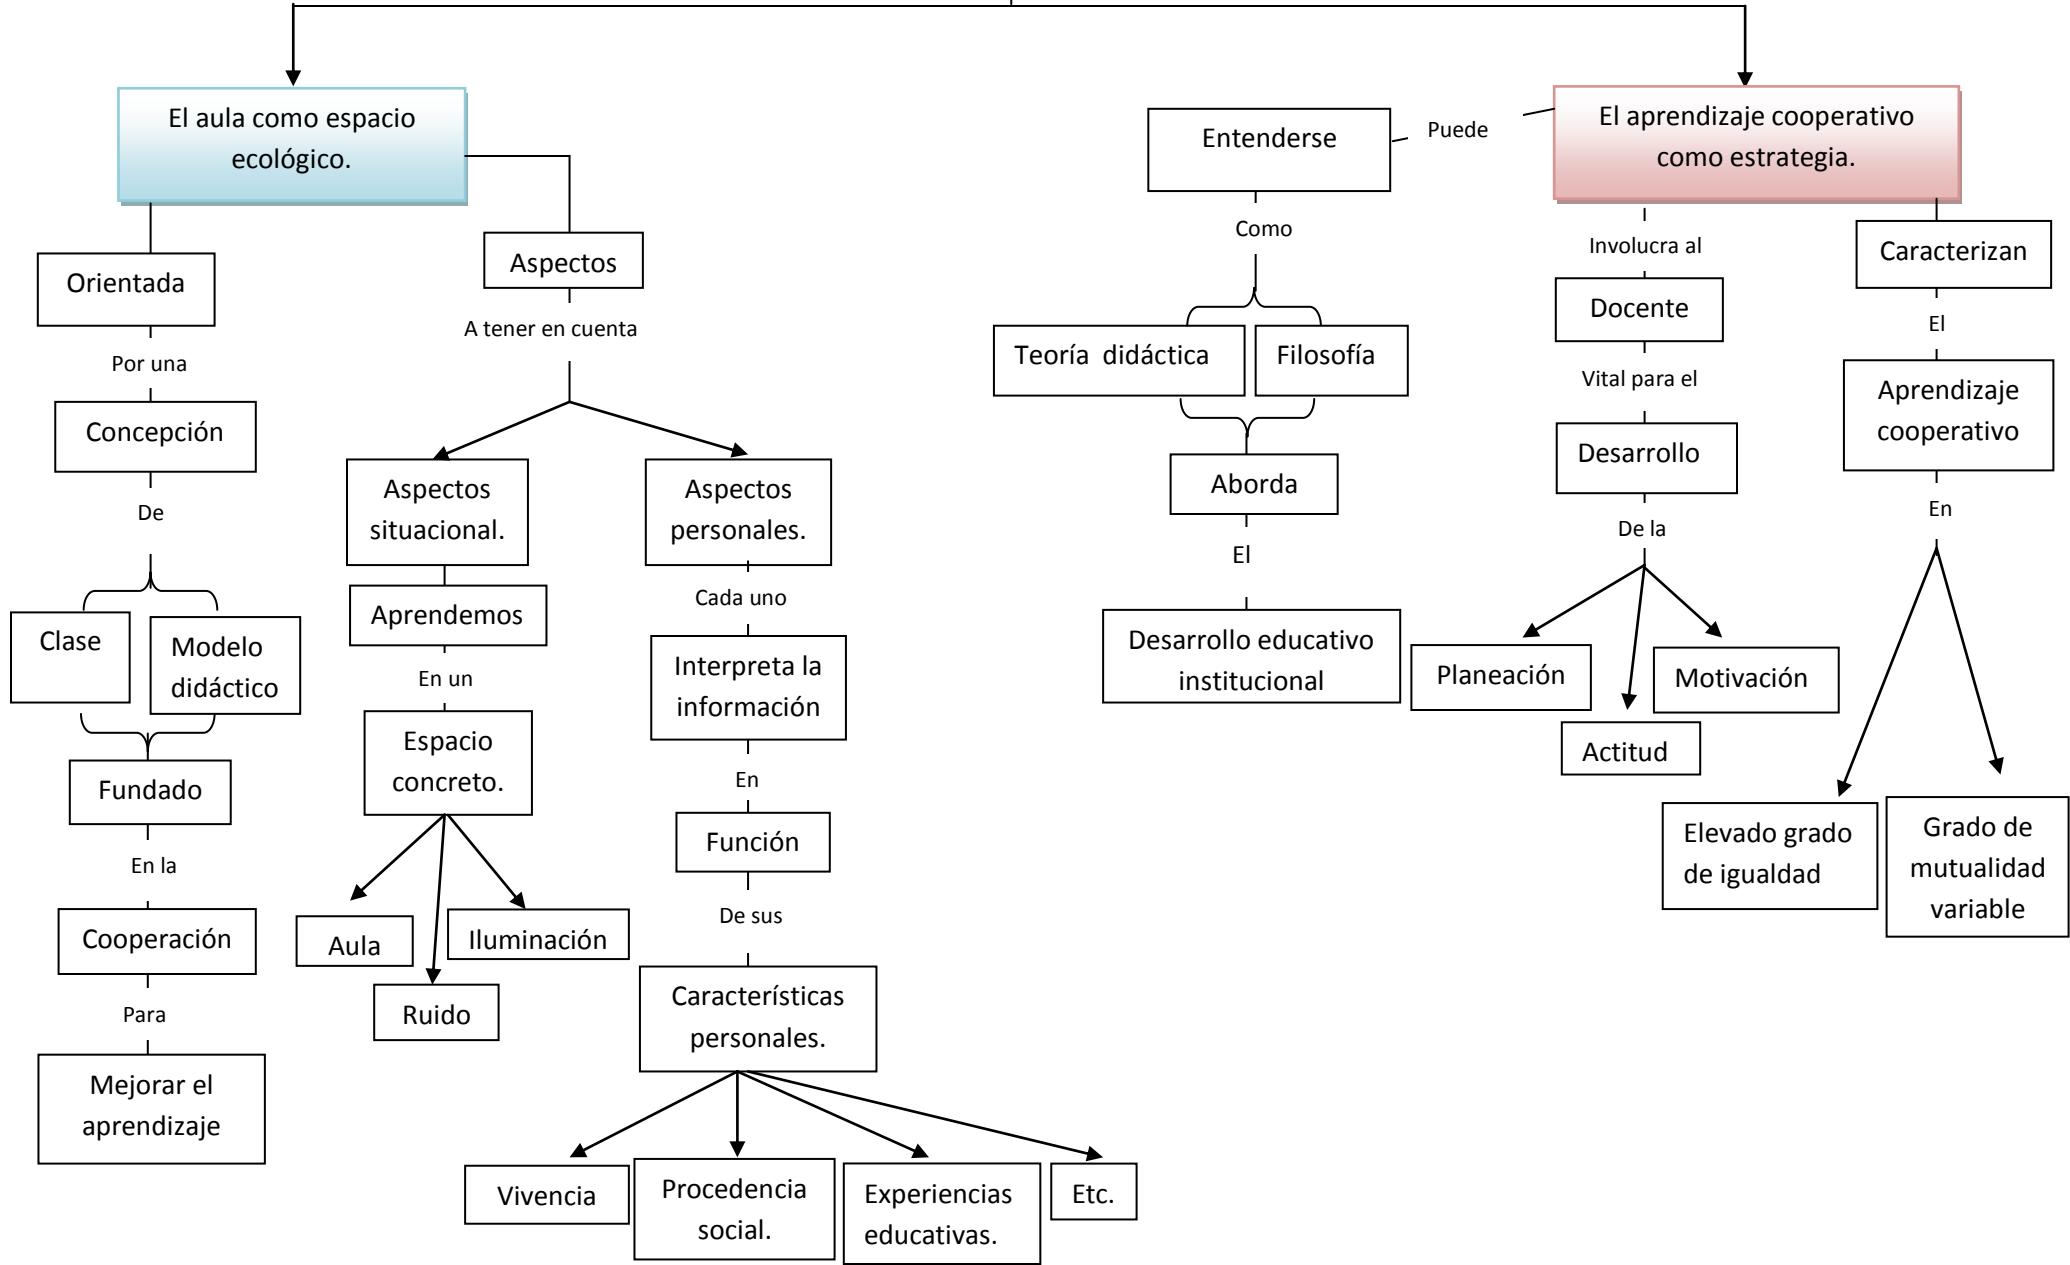 El aula como espacio
ecológico.
Orientada
Por una
Concepción
De
Clase
Modelo
didáctico
Fundado
En la
Cooperación
Para
Mejorar el
aprendizaje
Aspectos
A tener en cuenta
Aspectos
situacional.
Aprendemos
En un
Espacio
concreto.
Aula
Ruido
Iluminación
Aspectos
personales.
Cada uno
Interpreta la
información
En
Función
De sus
Características
personales.
Vivencia
Procedencia
social.
Experiencias
educativas.
Etc.
El aprendizaje cooperativo
como estrategia.
Puede
Entenderse
Como
Teoría didáctica
Filosofía
Aborda
El
Desarrollo educativo
institucional
Involucra al
Docente
Vital para el
Desarrollo
De la
Planeación
Actitud
Motivación
Caracterizan
El
Aprendizaje
cooperativo
En
Elevado grado
de igualdad
Grado de
mutualidad
variable